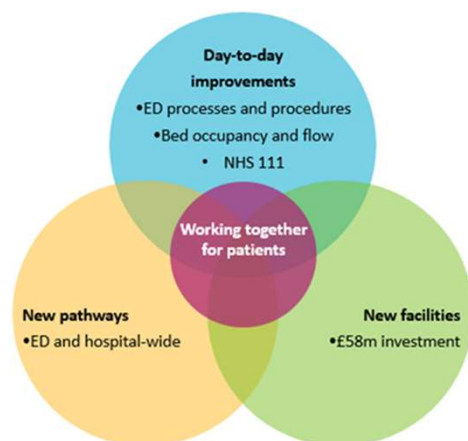 Day-to-day
improvements
•ED processes and procedures
•Bed occupancy and flow
• NHS 111
Working together
for patients
New pathways
•ED and hospital-wide
New facilities
•£58m investment